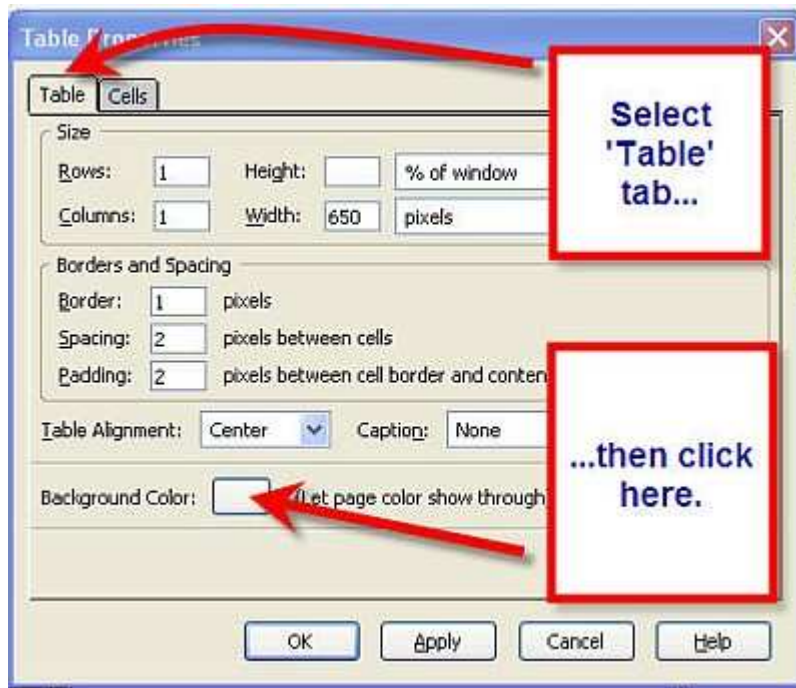 Table Properties
Select
'Table'
tab...
Table Cells
Size
Rows: 1 Height: % of window
Columns: 1 Width: 650 pixels
Borders and Spacing
Border: 1 pixels
Spacing: 2 pixels between cells
Padding: 2 pixels between cell border and conten
Table Alignment: Center Caption: None
...then click
here.
Background Color: (Let page color show through)
OK Apply Cancel Help